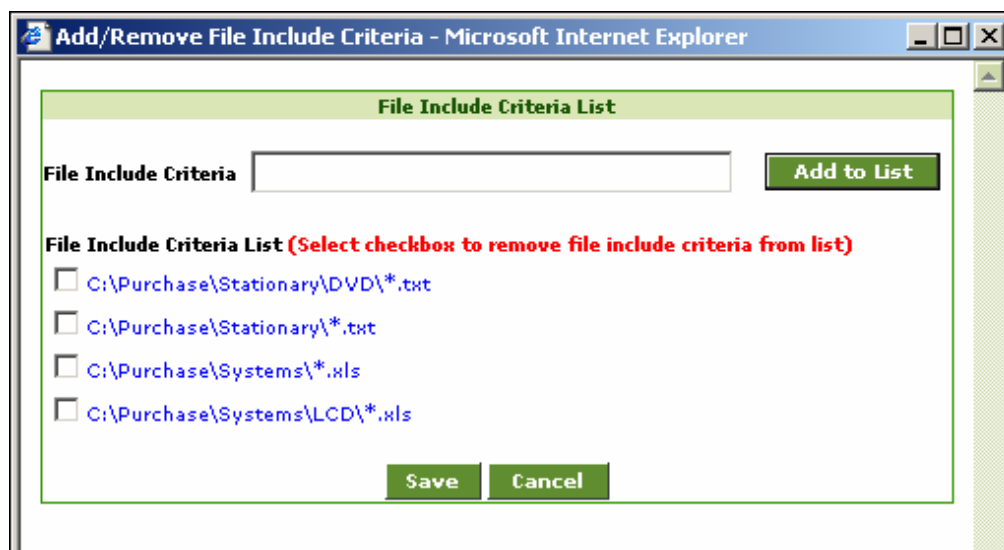 Add/Remove File Include Criteria - Microsoft Internet Explorer
File Include Criteria List
File Include Criteria Add to List
File Include Criteria List (Select checkbox to remove file include criteria from list)
C:\Purchase\Stationary\DVD\*.txt
C:\Purchase\Stationary\*.txt
C:\Purchase\Systems\*.xls
C:\Purchase\Systems\LCD\*.xls
Save Cancel